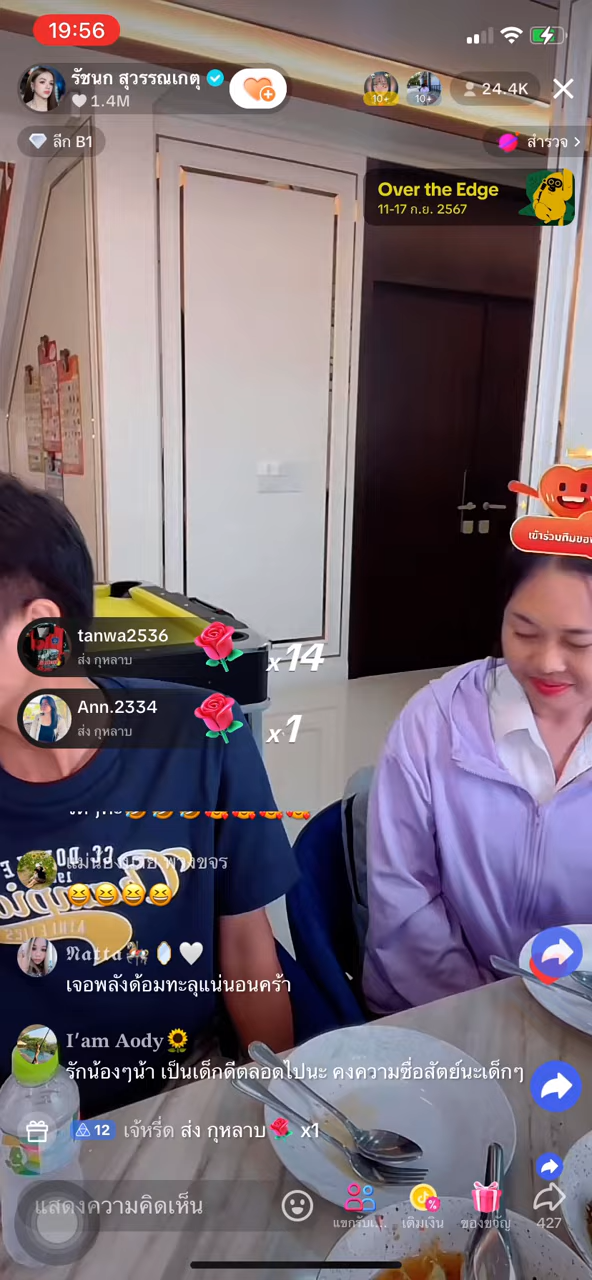 19:56
รัชนก สุวรรณเกตุ
1.4M
10+
10+
24.4K
ลีก B1
สำรวจ
Over the Edge
11-17 ก.ย. 2567
tanwa2536
ส่ง กุหลาบ
x14
Ann.2334
ส่ง กุหลาบ
x1
😆😆😆😆
𝕹𝖆𝖙𝖙𝖆🎠🪞🤍
เจอพลังด้อมทะลุแน่นอนคร้า
I'am Aody🌻
รักน้องๆน้า เป็นเด็กดีตลอดไปนะ คงความซื่อสัตย์นะเด็กๆ
12 เจ้หรี่ด ส่ง กุหลาบ🌹 x1
แสดงความคิดเห็น
เติมเงิน
ของขวัญ
427